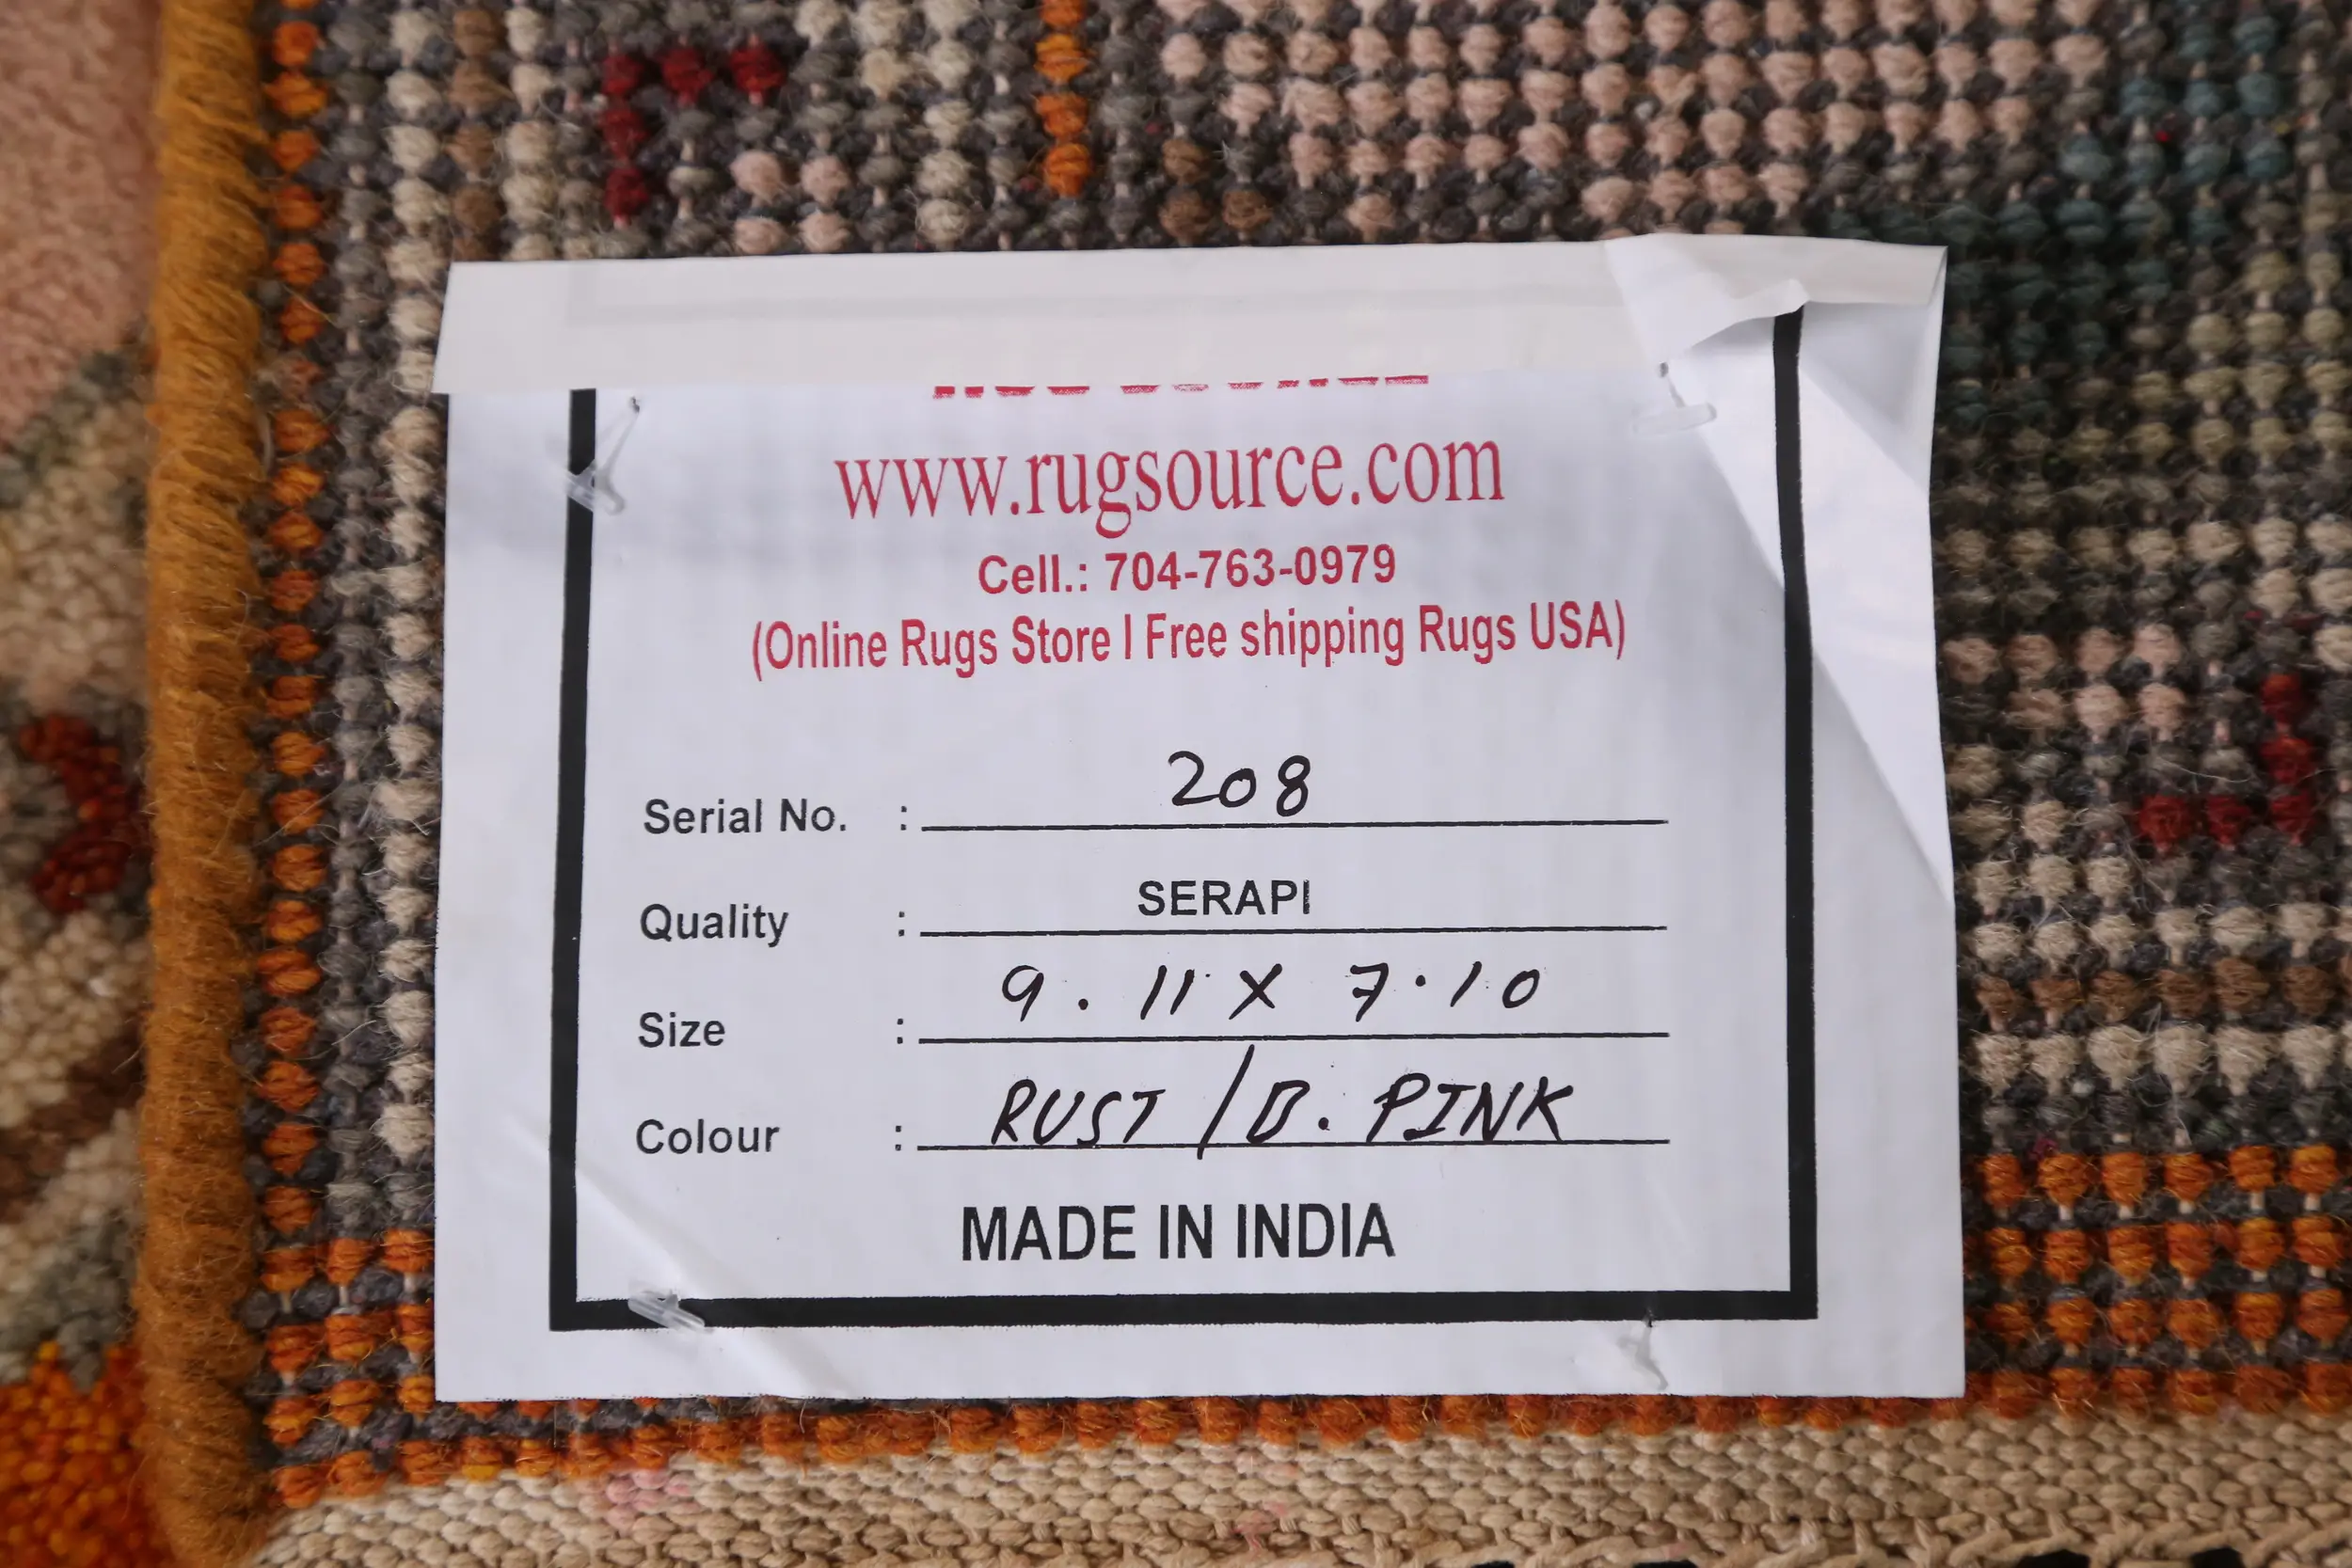 www.rugsource.com
Cell.: 704-763-0979
(Online Rugs Store I Free shipping Rugs USA)
Serial No. : 208
Quality : SERAPI
Size : 9.11 X 7.10
Colour : RUST / B. PINK
MADE IN INDIA